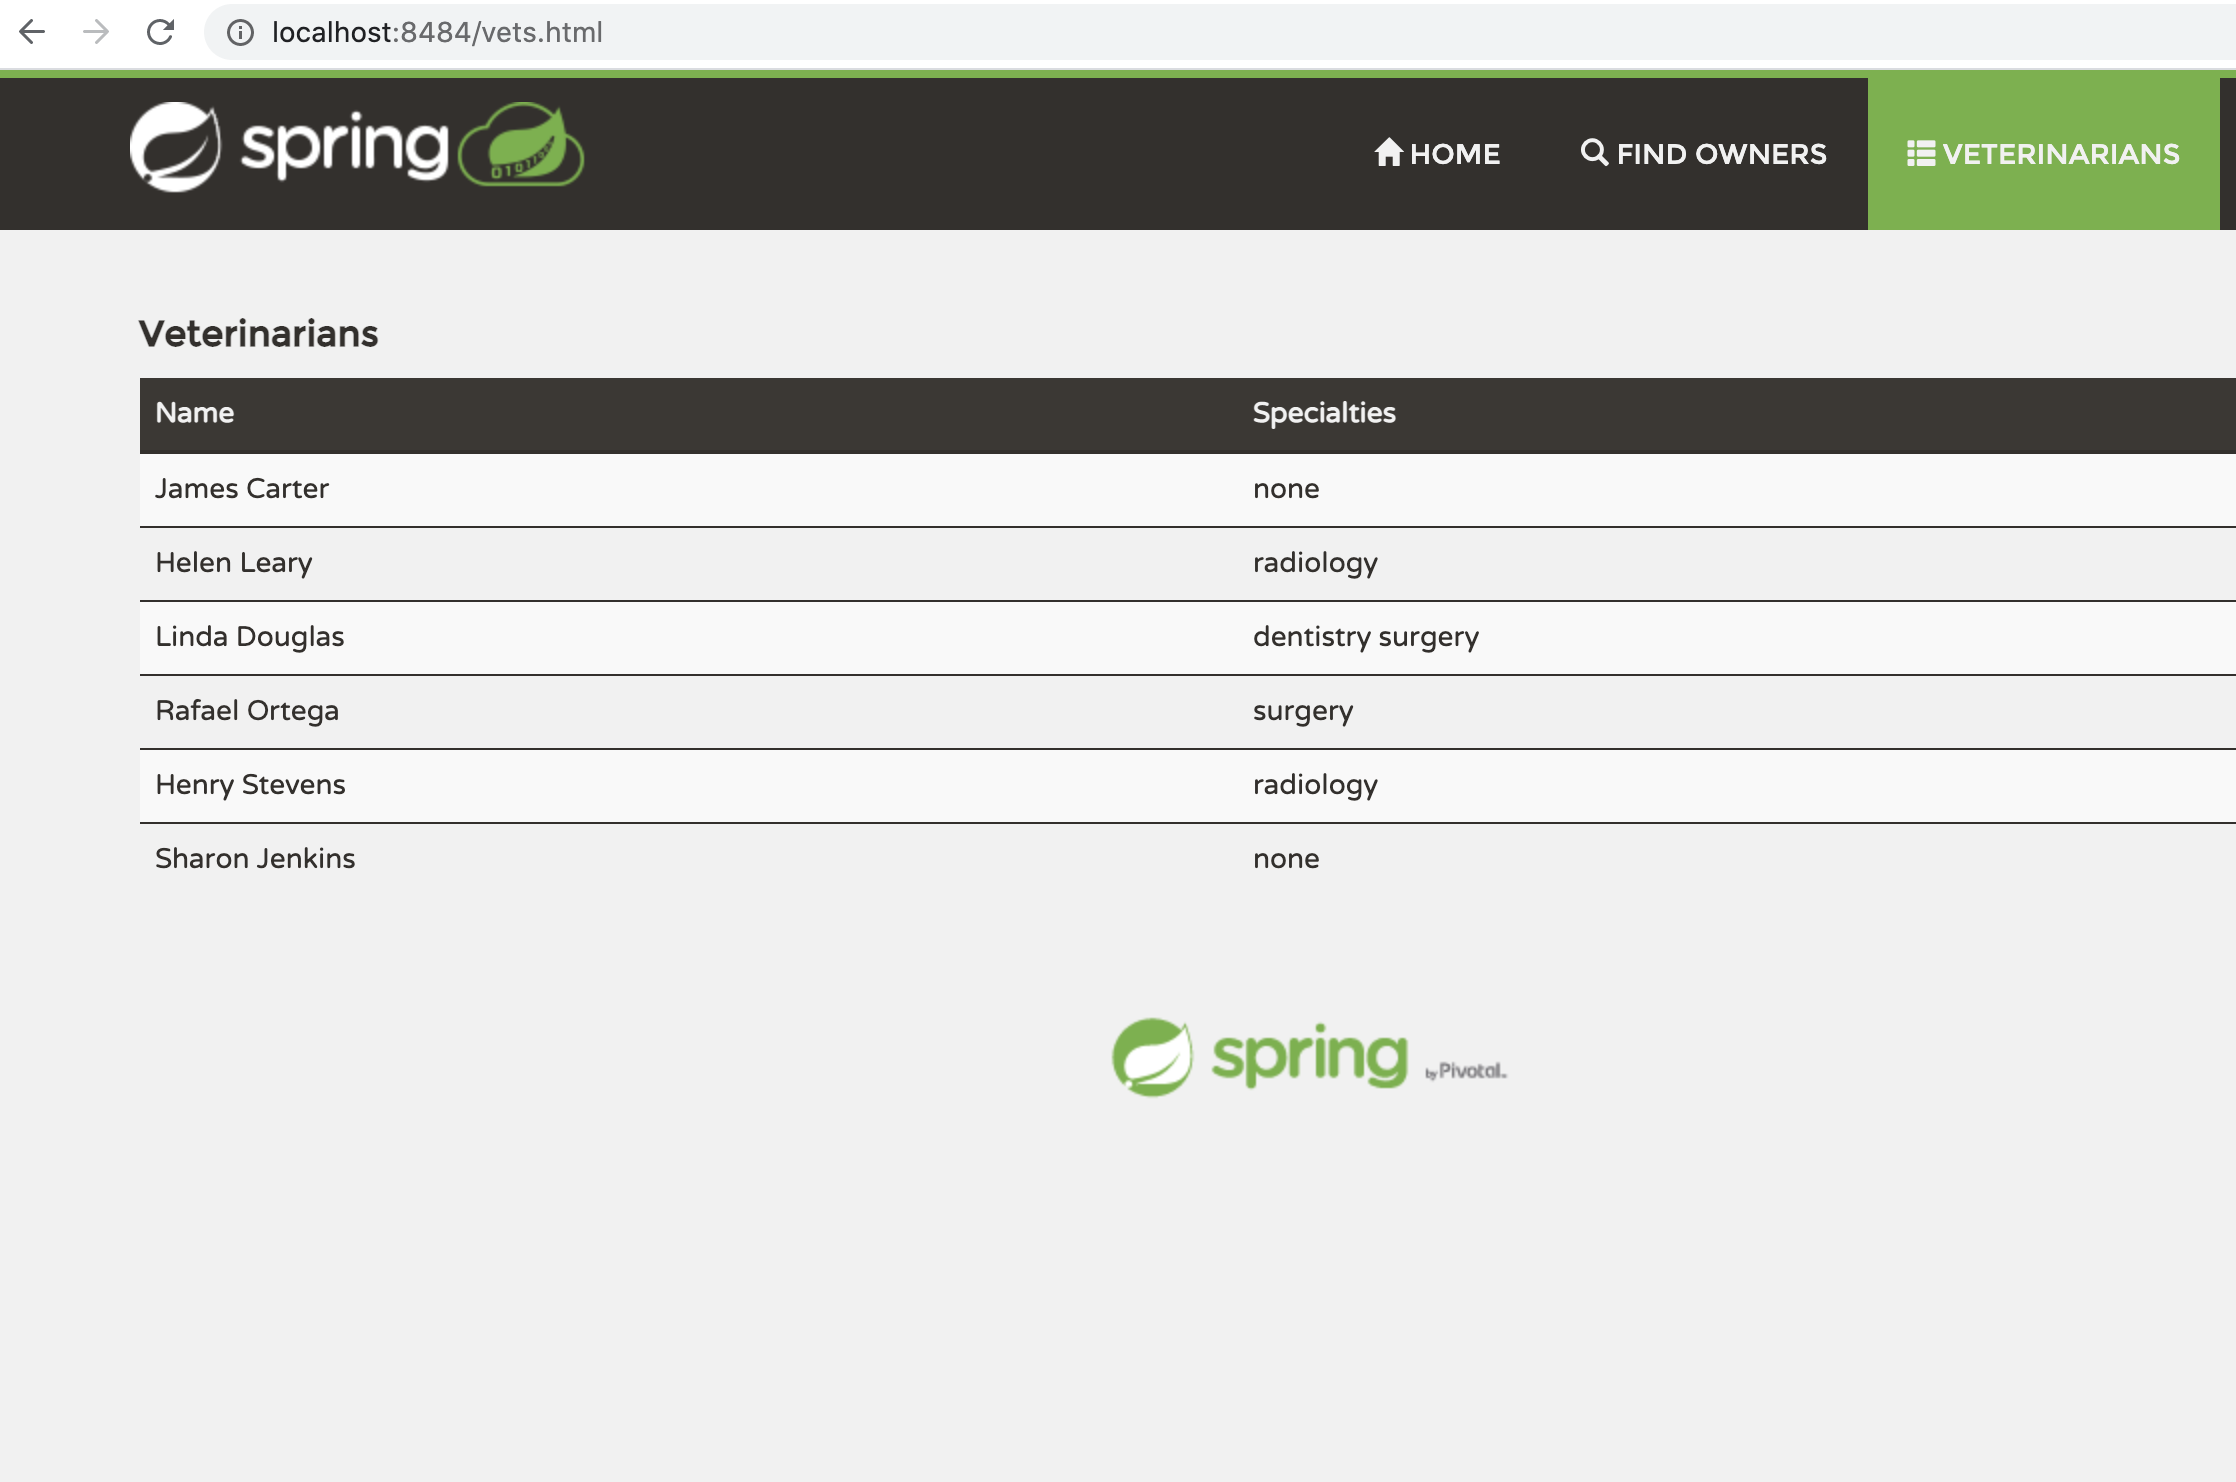 localhost:8484/vets.html
spring HOME FIND OWNERS VETERINARIANS
Veterinarians
Name Specialties
James Carter none
Helen Leary radiology
Linda Douglas dentistry surgery
Rafael Ortega surgery
Henry Stevens radiology
Sharon Jenkins none
spring by Pivotal.